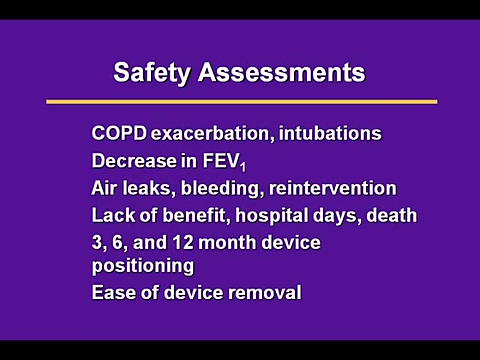 Safety Assessments
COPD exacerbation, intubations
Decrease in FEV₁
Air leaks, bleeding, reintervention
Lack of benefit, hospital days, death
3, 6, and 12 month device
positioning
Ease of device removal